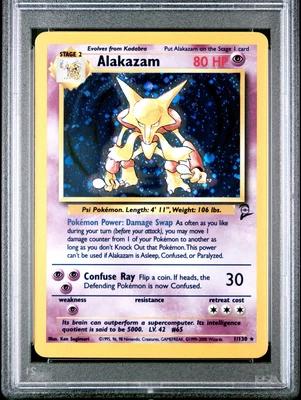 STAGE 2
Evolves from Kadabra
Put Alakazam on the Stage 1 card
Alakazam 80 HP
Psi Pokémon. Length: 4' 11", Weight: 106 lbs.
Pokémon Power: Damage Swap As often as you like
during your turn (before your attack), you may move 1
damage counter from 1 of your Pokémon to another as
long as you don't Knock Out that Pokémon. This power
can't be used if Alakazam is Asleep, Confused, or Paralyzed.
Confuse Ray Flip a coin. If heads, the
Defending Pokémon is now Confused.
30
weakness resistance retreat cost
Its brain can outperform a supercomputer. Its intelligence
quotient is said to be 5000. LV. 42 #65
Illus. Ken Sugimori ©1995, 96, 98 Nintendo, Creatures, GAMEFREAK. ©1999-2000 Wizards. 1/130 ★